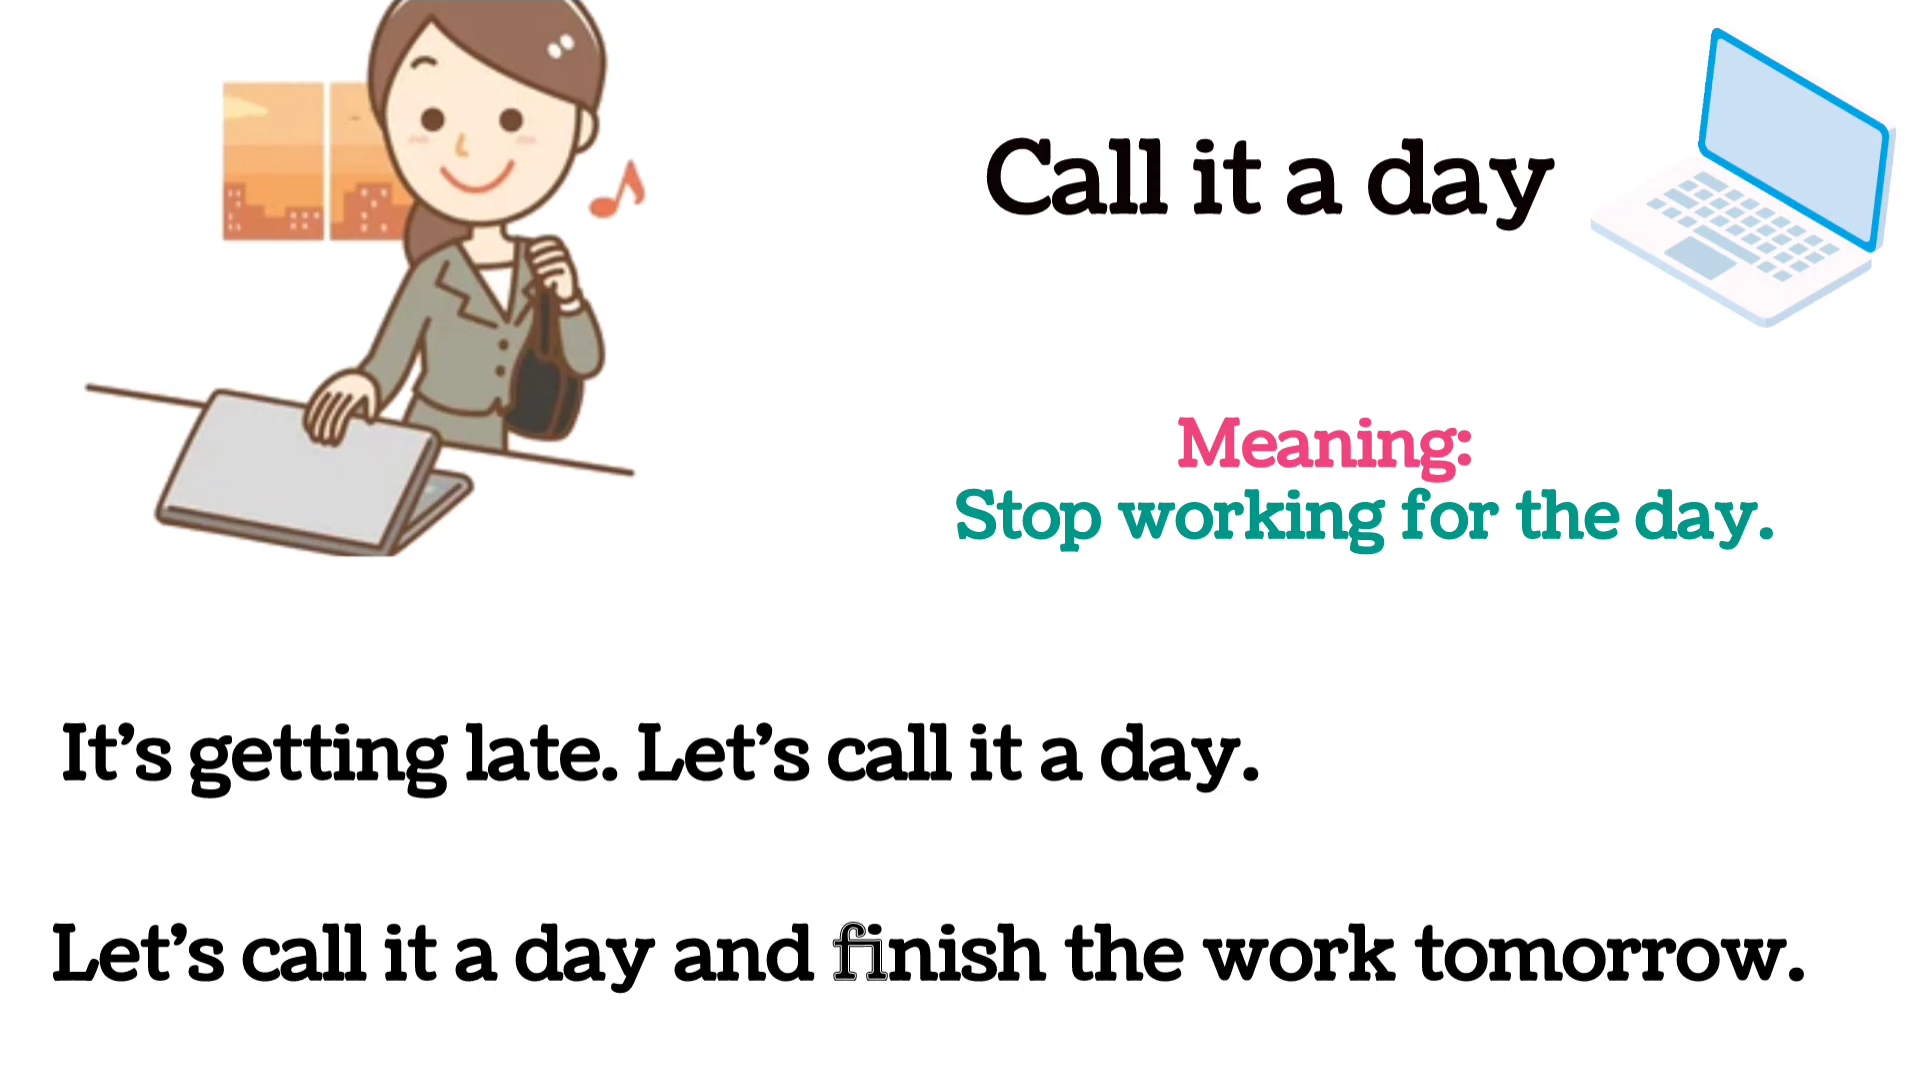 Call it a day
Meaning:
Stop working for the day.
It’s getting late. Let’s call it a day.
Let’s call it a day and finish the work tomorrow.